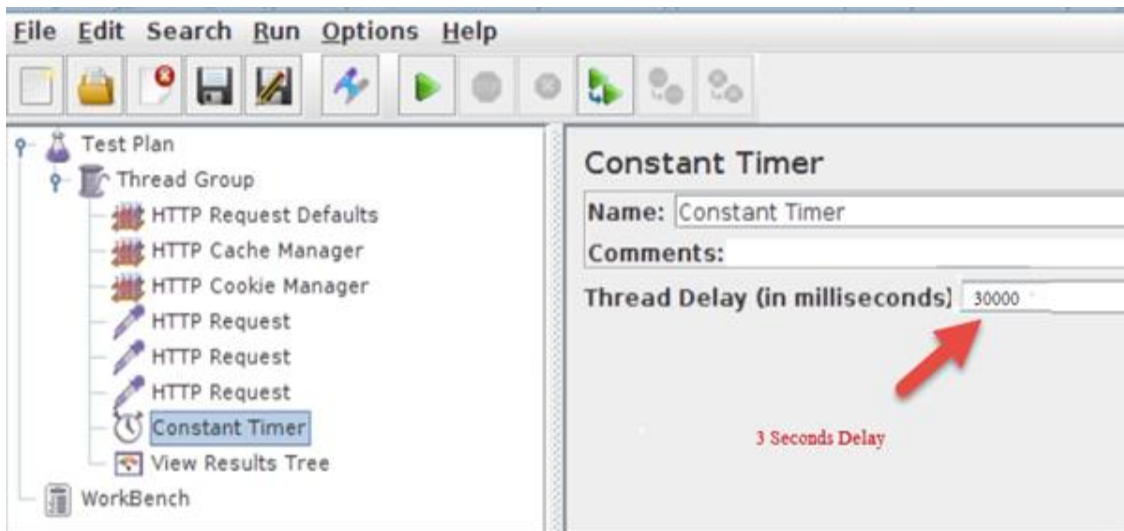 File Edit Search Run Options Help
Test Plan
Thread Group
HTTP Request Defaults
HTTP Cache Manager
HTTP Cookie Manager
HTTP Request
HTTP Request
HTTP Request
Constant Timer
View Results Tree
WorkBench
Constant Timer
Name: Constant Timer
Comments:
Thread Delay (in milliseconds) 30000
3 Seconds Delay